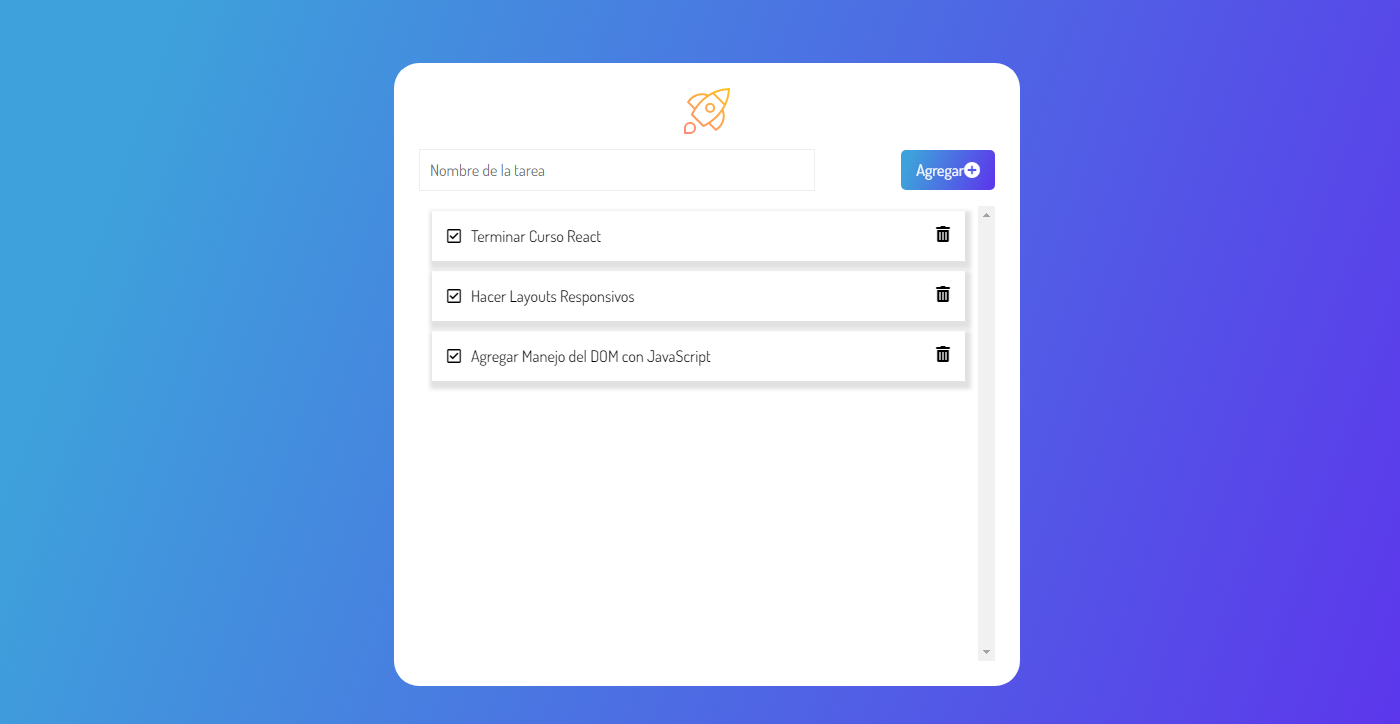 Nombre de la tarea
Agregar
Terminar Curso React
Hacer Layouts Responsivos
Agregar Manejo del DOM con JavaScript